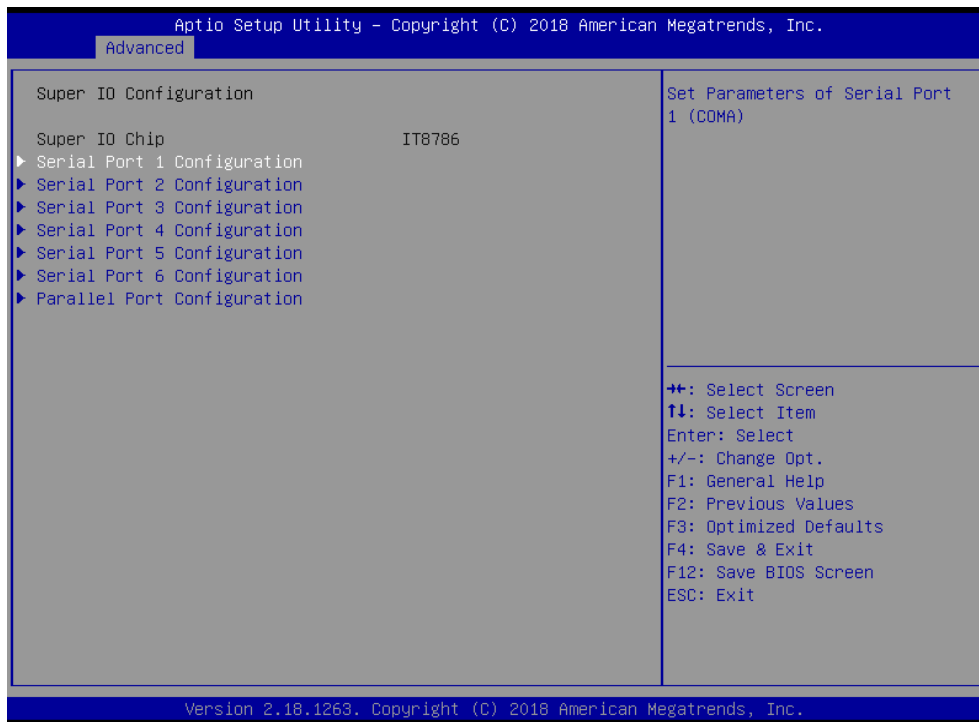 Aptio Setup Utility – Copyright (C) 2018 American Megatrends, Inc.
Advanced
Super IO Configuration
Super IO Chip IT8786
▶ Serial Port 1 Configuration
▶ Serial Port 2 Configuration
▶ Serial Port 3 Configuration
▶ Serial Port 4 Configuration
▶ Serial Port 5 Configuration
▶ Serial Port 6 Configuration
▶ Parallel Port Configuration
Set Parameters of Serial Port
1 (COMA)
→←: Select Screen
↑↓: Select Item
Enter: Select
+/-: Change Opt.
F1: General Help
F2: Previous Values
F3: Optimized Defaults
F4: Save & Exit
F12: Save BIOS Screen
ESC: Exit
Version 2.18.1263. Copyright (C) 2018 American Megatrends, Inc.